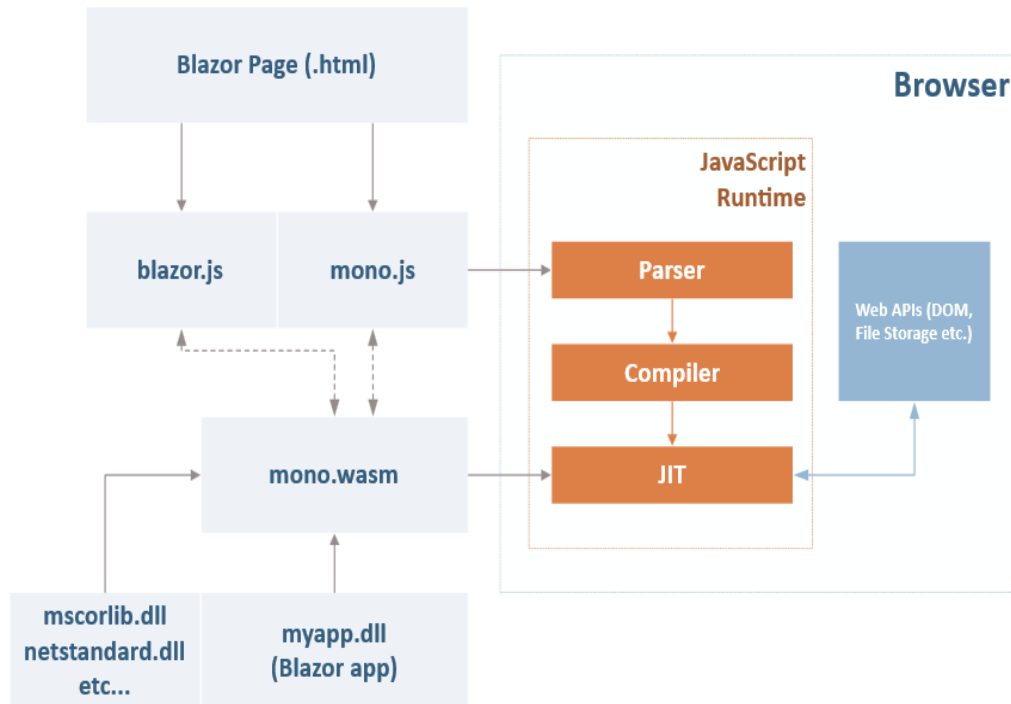 Blazor Page (.html)
Browser
JavaScript
Runtime
blazor.js
mono.js
Parser
Web APIs (DOM,
File Storage etc.)
Compiler
mono.wasm
JIT
mscorlib.dll
netstandard.dll
etc...
myapp.dll
(Blazor app)